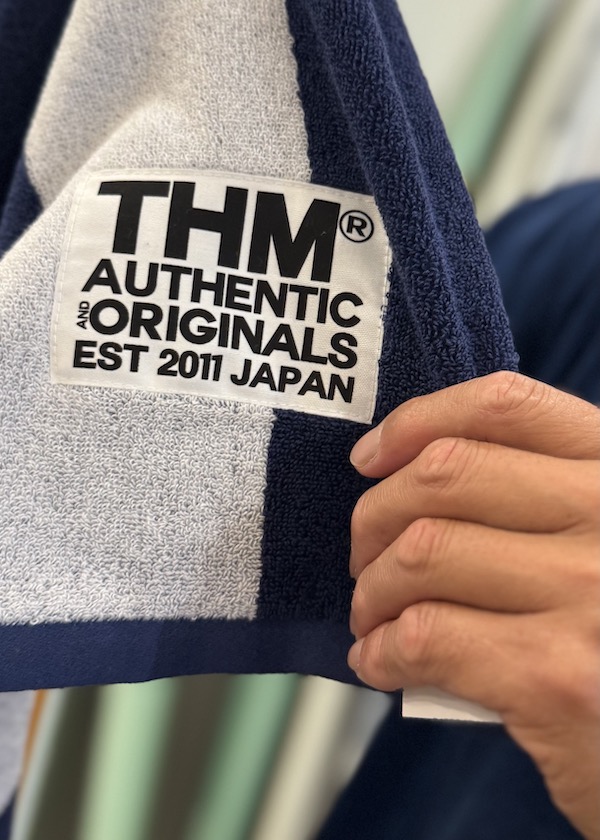 THM®
AUTHENTIC
AND ORIGINALS
EST 2011 JAPAN